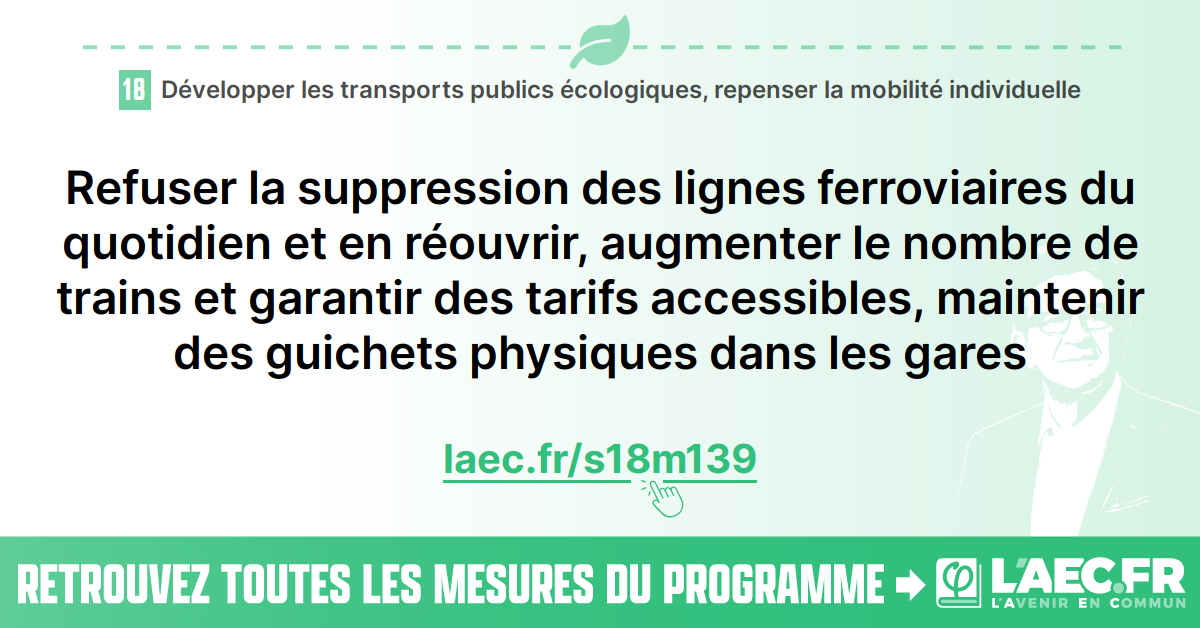 18 Développer les transports publics écologiques, repenser la mobilité individuelle
Refuser la suppression des lignes ferroviaires du
quotidien et en réouvrir, augmenter le nombre de
trains et garantir des tarifs accessibles, maintenir
des guichets physiques dans les gares
laec.fr/s18m139
RETROUVEZ TOUTES LES MESURES DU PROGRAMME
L'AEC.FR
L'AVENIR EN COMMUN